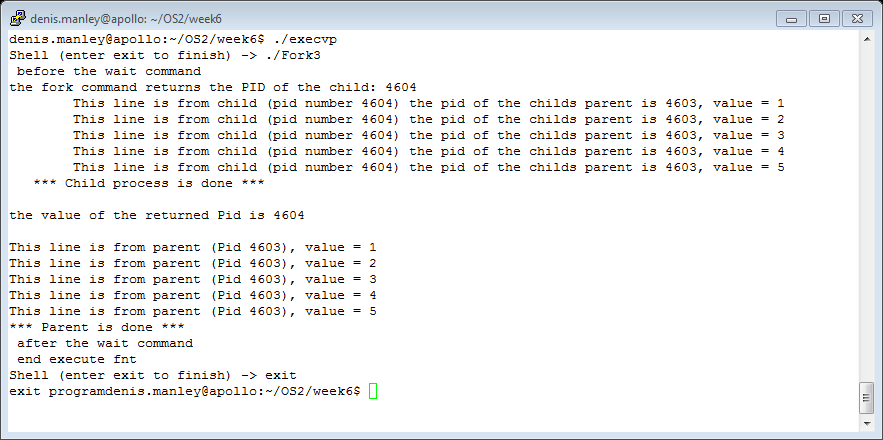 denis.manley@apollo: ~/OS2/week6
denis.manley@apollo:~/OS2/week6$ ./execvp
Shell (enter exit to finish) -> ./Fork3
 before the wait command
the fork command returns the PID of the child: 4604
        This line is from child (pid number 4604) the pid of the childs parent is 4603, value = 1
        This line is from child (pid number 4604) the pid of the childs parent is 4603, value = 2
        This line is from child (pid number 4604) the pid of the childs parent is 4603, value = 3
        This line is from child (pid number 4604) the pid of the childs parent is 4603, value = 4
        This line is from child (pid number 4604) the pid of the childs parent is 4603, value = 5
   *** Child process is done ***
the value of the returned Pid is 4604
This line is from parent (Pid 4603), value = 1
This line is from parent (Pid 4603), value = 2
This line is from parent (Pid 4603), value = 3
This line is from parent (Pid 4603), value = 4
This line is from parent (Pid 4603), value = 5
*** Parent is done ***
 after the wait command
 end execute fnt
Shell (enter exit to finish) -> exit
exit programdenis.manley@apollo:~/OS2/week6$